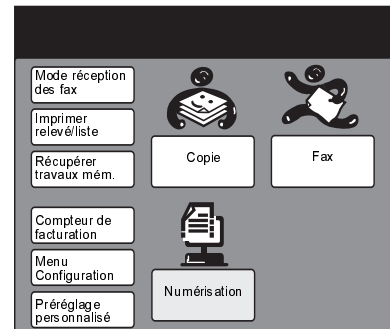 Mode réception
des fax
Imprimer
relevé/liste
Récupérer
travaux mém.
Copie
Fax
Compteur de
facturation
Menu
Configuration
Préréglage
personnalisé
Numérisation